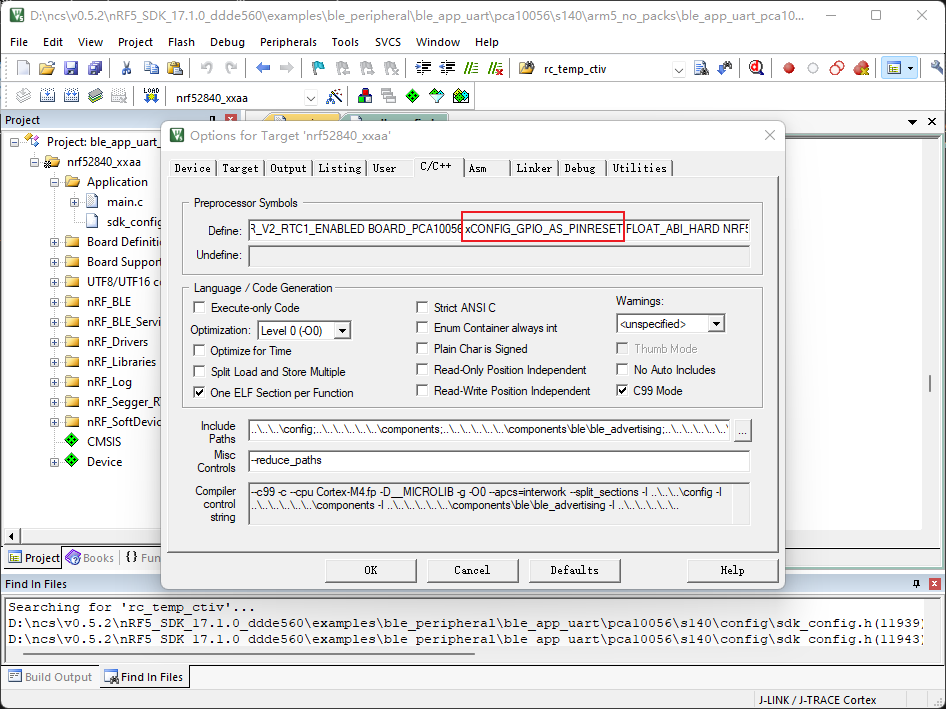 D:\ncs\v0.5.2\nRF5_SDK_17.1.0_ddde560\examples\ble_peripheral\ble_app_uart\pca10056\s140\arm5_no_packs\ble_app_uart_pca10...
File Edit View Project Flash Debug Peripherals Tools SVCS Window Help
rc_temp_ctiv
LOAD nrf52840_xxaa
Project
Project: ble_app_uart_
nrf52840_xxaa
Application
main.c
sdk_config
Board Definiti
Board Support
UTF8/UTF16 co
nRF_BLE
nRF_BLE_Servi
nRF_Drivers
nRF_Libraries
nRF_Log
nRF_Segger_RT
nRF_SoftDevic
CMSIS
Device
Project Books {} Fun
Options for Target 'nrf52840_xxaa'
Device Target Output Listing User C/C++ Asm Linker Debug Utilities
Preprocessor Symbols
Define: R_V2_RTC1_ENABLED BOARD_PCA10056 xCONFIG_GPIO_AS_PINRESET FLOAT_ABI_HARD NRF5
Undefine:
Language / Code Generation
Execute-only Code
Optimization: Level 0 (-O0)
Optimize for Time
Split Load and Store Multiple
One ELF Section per Function
Strict ANSI C
Enum Container always int
Plain Char is Signed
Read-Only Position Independent
Read-Write Position Independent
Warnings:
<unspecified>
Thumb Mode
No Auto Includes
C99 Mode
Include Paths
..\..\..\config;..\..\..\..\..\..\components;..\..\..\..\..\..\components\ble\ble_advertising;..\..\..\..\..\
...
Misc Controls
--reduce_paths
Compiler control string
--c99 -c --cpu Cortex-M4.fp -D__MICROLIB -g -O0 --apcs=interwork --split_sections -I ..\..\..\config -I
..\..\..\..\..\..\components -I ..\..\..\..\..\..\components\ble\ble_advertising -I ..\..\..\..\..\..
OK Cancel Defaults Help
Find In Files
Searching for 'rc_temp_ctiv'...
D:\ncs\v0.5.2\nRF5_SDK_17.1.0_ddde560\examples\ble_peripheral\ble_app_uart\pca10056\s140\config\sdk_config.h(11939)
D:\ncs\v0.5.2\nRF5_SDK_17.1.0_ddde560\examples\ble_peripheral\ble_app_uart\pca10056\s140\config\sdk_config.h(11943)
Build Output Find In Files
J-LINK / J-TRACE Cortex